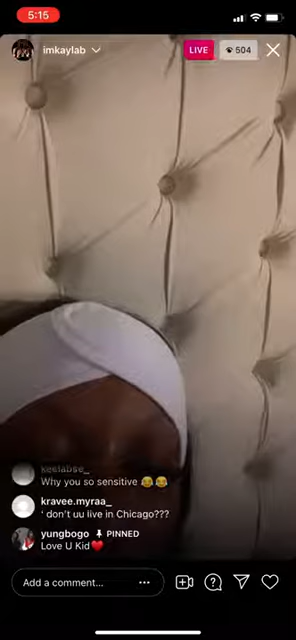 5:15
imkaylab
LIVE
504
keelabse_
Why you so sensitive 😂😂
kravee.myraa_
' don't uu live in Chicago???
yungbogo 📌 PINNED
Love U Kid❤️
Add a comment...